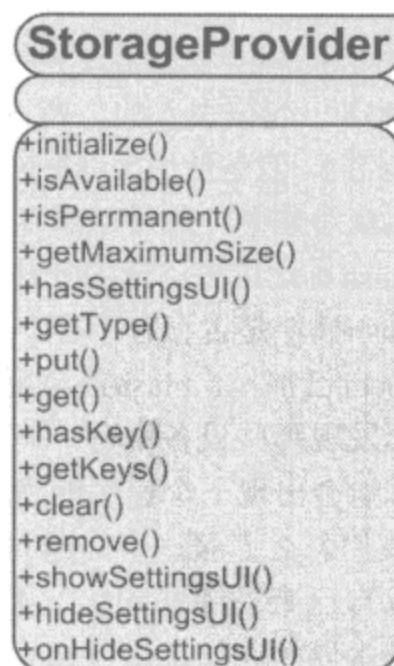 StorageProvider
+initialize()
+isAvailable()
+isPerrmanent()
+getMaximumSize()
+hasSettingsUI()
+getType()
+put()
+get()
+hasKey()
+getKeys()
+clear()
+remove()
+showSettingsUI()
+hideSettingsUI()
+onHideSettingsUI()